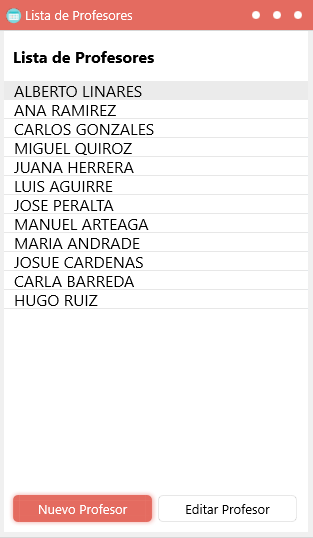 Lista de Profesores
Lista de Profesores
ALBERTO LINARES
ANA RAMIREZ
CARLOS GONZALES
MIGUEL QUIROZ
JUANA HERRERA
LUIS AGUIRRE
JOSE PERALTA
MANUEL ARTEAGA
MARIA ANDRADE
JOSUE CARDENAS
CARLA BARREDA
HUGO RUIZ
Nuevo Profesor Editar Profesor